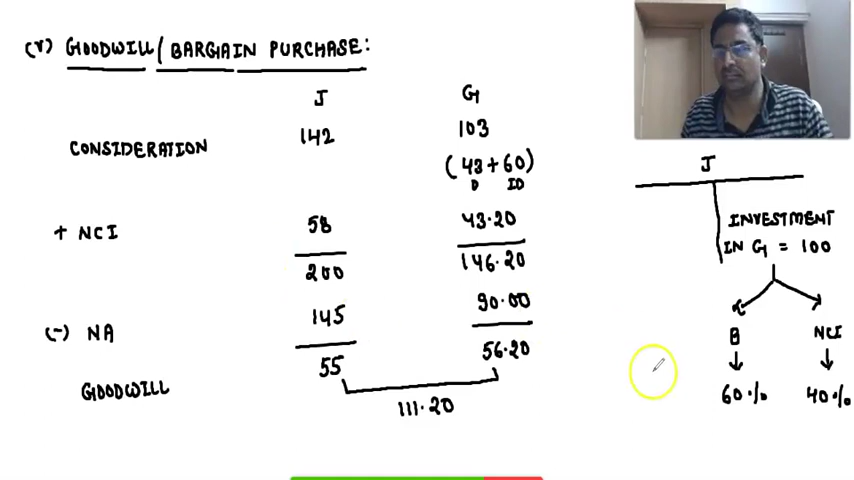 (V) GOODWILL / BARGAIN PURCHASE:
J G
CONSIDERATION 142 103
(43 + 60)
D ID
+ NCI 58 43.20
200 146.20
(-) NA 145 90.00
55 56.20
GOODWILL
111.20
J
INVESTMENT
IN G = 100
B NCI
60% 40%